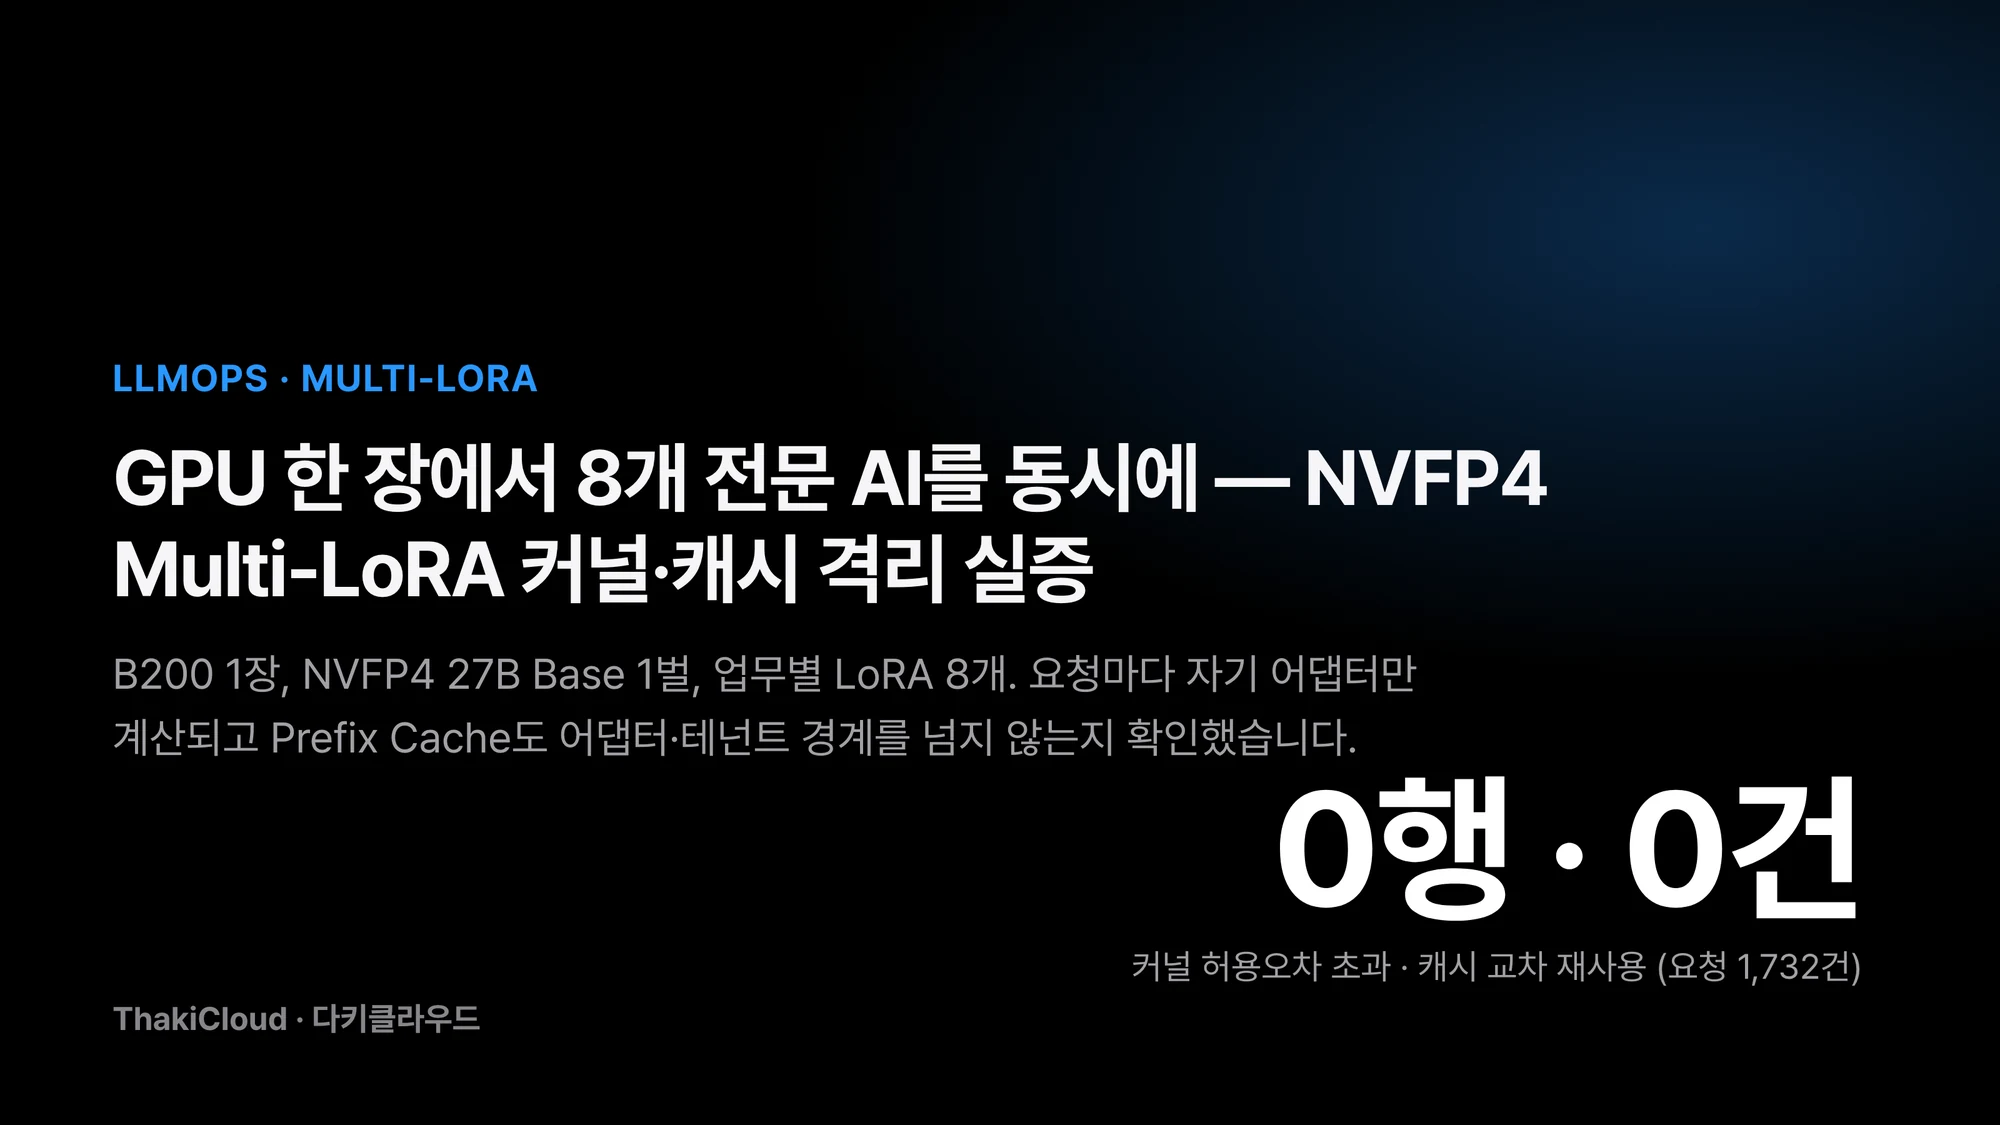 LLMOPS · MULTI-LORA
GPU 한 장에서 8개 전문 AI를 동시에 — NVFP4
Multi-LoRA 커널·캐시 격리 실증
B200 1장, NVFP4 27B Base 1벌, 업무별 LoRA 8개. 요청마다 자기 어댑터만
계산되고 Prefix Cache도 어댑터·테넌트 경계를 넘지 않는지 확인했습니다.
0행 · 0건
커널 허용오차 초과 · 캐시 교차 재사용 (요청 1,732건)
ThakiCloud · 다키클라우드